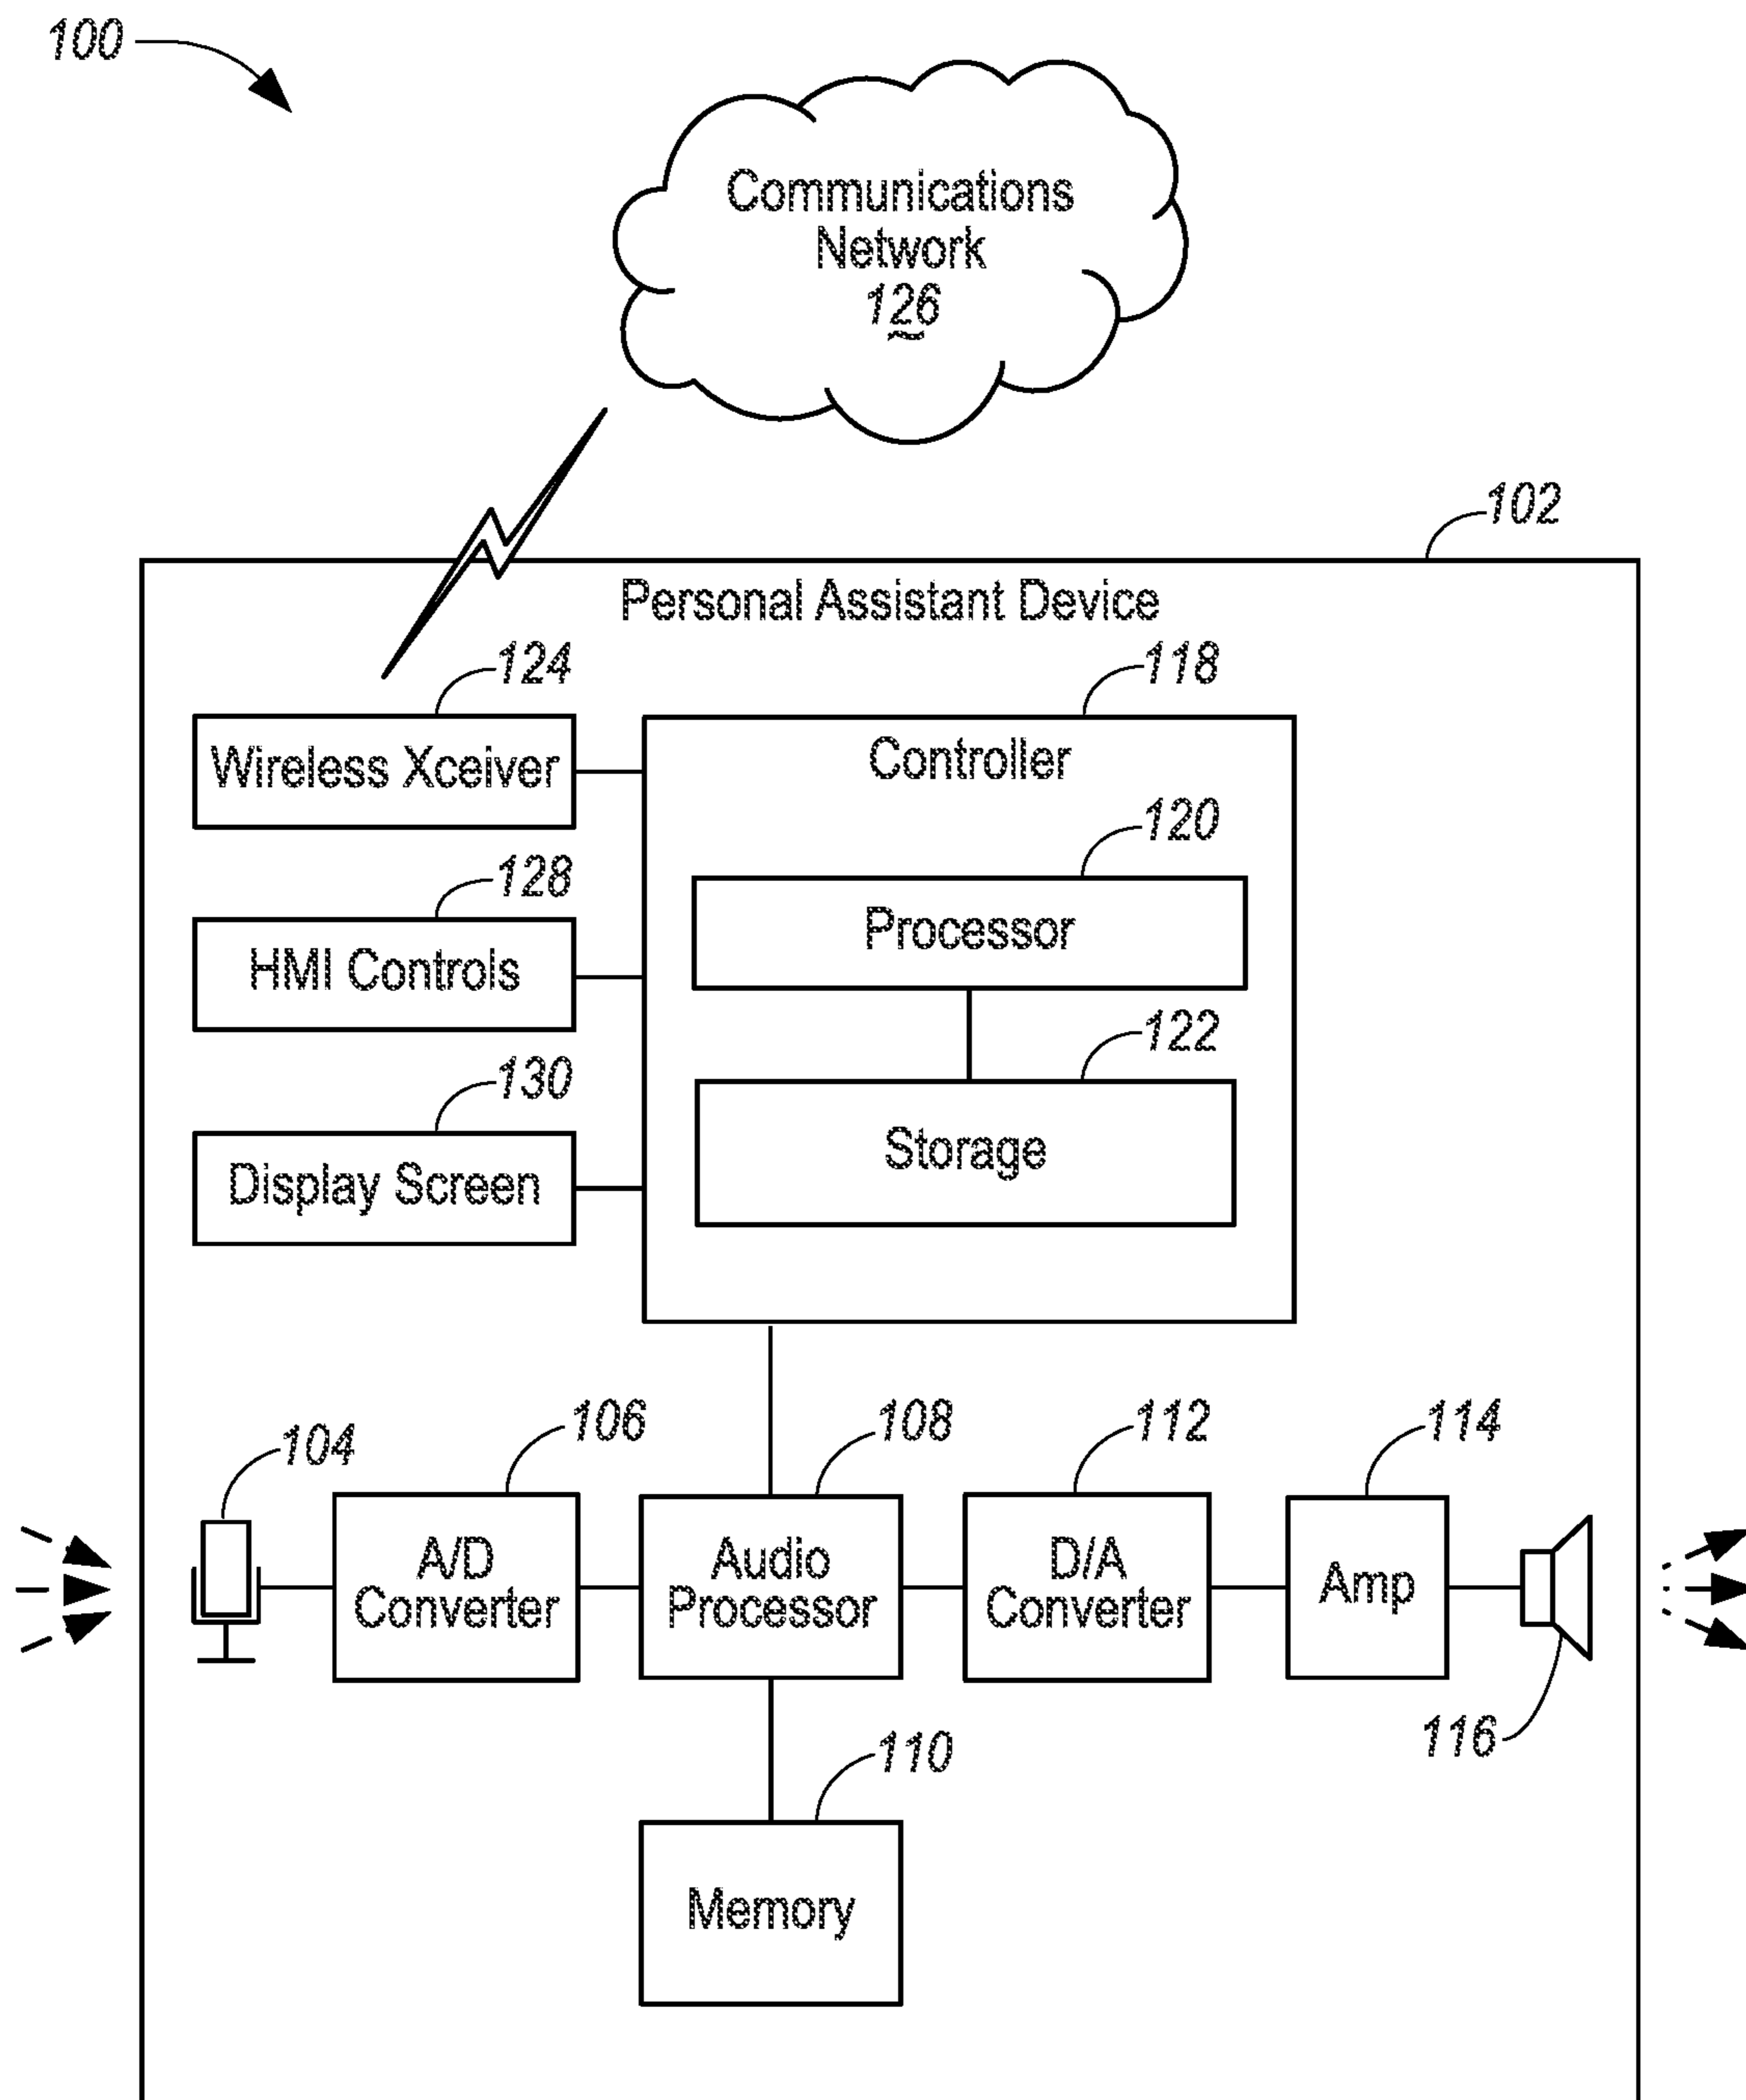 100
Communications
Network
126
102
Personal Assistant Device
124
118
Wireless Xceiver
Controller
120
128
Processor
HMI Controls
122
130
Storage
Display Screen
104
106
108
112
114
A/D
Converter
Audio
Processor
D/A
Converter
Amp
116
110
Memory